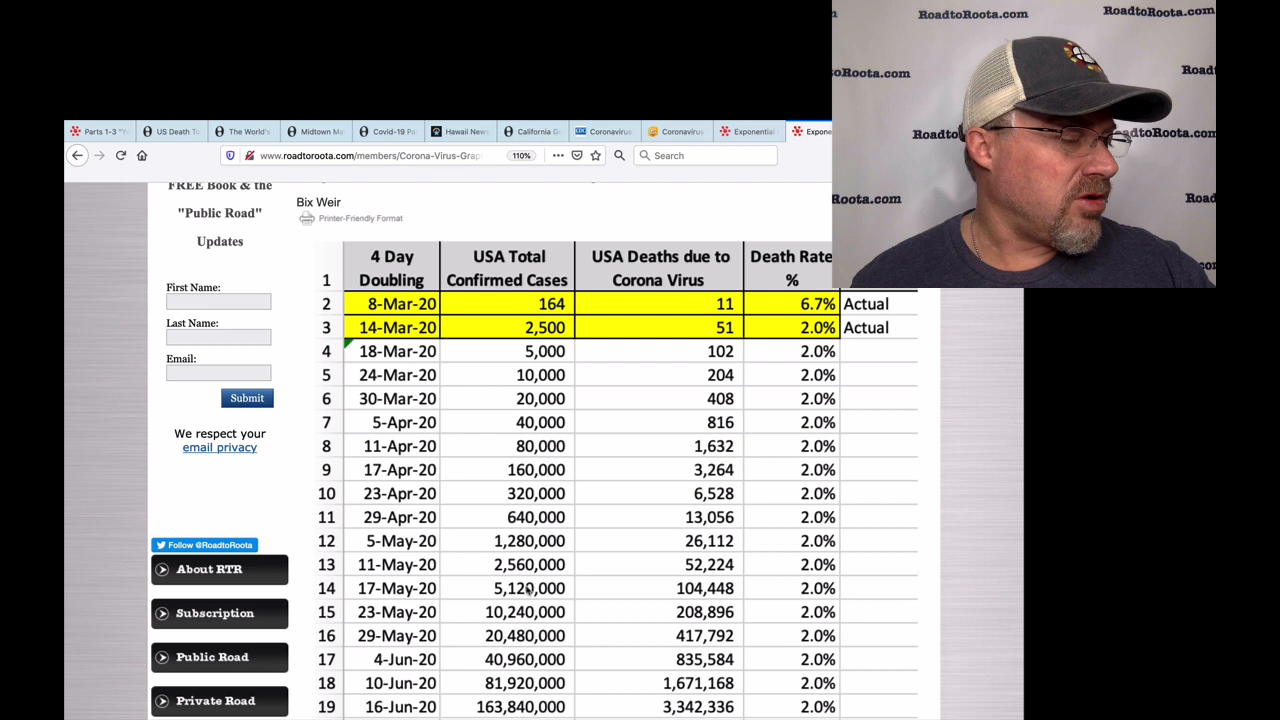 RoadtoRoota.com
RoadtoRoota.com
oRoota.com
Road
Roadto
ota.com
Roadto
dtoRoota.com
Roa
Parts 1-3 "Y
US Death To
The World's
Midtown Ma
Covid-19 Pa
Hawaii News
California G
Coronavirus
Coronavirus
Exponential
Expone
www.roadtoroota.com/members/Corona-Virus-Grap
110%
Search
FREE Book & the
"Public Road"
Updates
First Name:
Last Name:
Email:
Submit
We respect your
email privacy
Follow @RoadtoRoota
About RTR
Subscription
Public Road
Private Road
Bix Weir
Printer-Friendly Format
1 4 Day Doubling USA Total Confirmed Cases USA Deaths due to Corona Virus Death Rate %
2 8-Mar-20 164 11 6.7% Actual
3 14-Mar-20 2,500 51 2.0% Actual
4 18-Mar-20 5,000 102 2.0%
5 24-Mar-20 10,000 204 2.0%
6 30-Mar-20 20,000 408 2.0%
7 5-Apr-20 40,000 816 2.0%
8 11-Apr-20 80,000 1,632 2.0%
9 17-Apr-20 160,000 3,264 2.0%
10 23-Apr-20 320,000 6,528 2.0%
11 29-Apr-20 640,000 13,056 2.0%
12 5-May-20 1,280,000 26,112 2.0%
13 11-May-20 2,560,000 52,224 2.0%
14 17-May-20 5,120,000 104,448 2.0%
15 23-May-20 10,240,000 208,896 2.0%
16 29-May-20 20,480,000 417,792 2.0%
17 4-Jun-20 40,960,000 835,584 2.0%
18 10-Jun-20 81,920,000 1,671,168 2.0%
19 16-Jun-20 163,840,000 3,342,336 2.0%